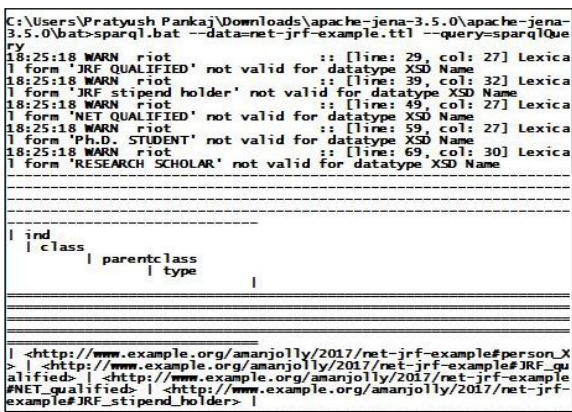 C:\Users\Pratyush Pankaj\Downloads\apache-jena-3.5.0\apache-jena-
3.5.0\bat>sparql.bat --data=net-jrf-example.ttl --query=sparqlQue
ry
18:25:18 WARN  riot                 :: [line: 29, col: 27] Lexica
l form 'JRF QUALIFIED' not valid for datatype XSD Name
18:25:18 WARN  riot                 :: [line: 39, col: 32] Lexica
l form 'JRF stipend holder' not valid for datatype XSD Name
18:25:18 WARN  riot                 :: [line: 49, col: 27] Lexica
l form 'NET QUALIFIED' not valid for datatype XSD Name
18:25:18 WARN  riot                 :: [line: 59, col: 27] Lexica
l form 'Ph.D. STUDENT' not valid for datatype XSD Name
18:25:18 WARN  riot                 :: [line: 69, col: 30] Lexica
l form 'RESEARCH SCHOLAR' not valid for datatype XSD Name
-----------------------------------------------------------------
-----------------------------------------------------------------
-----------------------------------------------------------------
-----------------------------------------------------------------
-----------------------------
| ind
| class
| parentclass
| type
|
=================================================================
=================================================================
=================================================================
=================================================================
=============================
| <http://www.example.org/amanjolly/2017/net-jrf-example#person_X
> | <http://www.example.org/amanjolly/2017/net-jrf-example#JRF_qu
alified> | <http://www.example.org/amanjolly/2017/net-jrf-example
#NET_qualified> | <http://www.example.org/amanjolly/2017/net-jrf-
example#JRF_stipend_holder> |